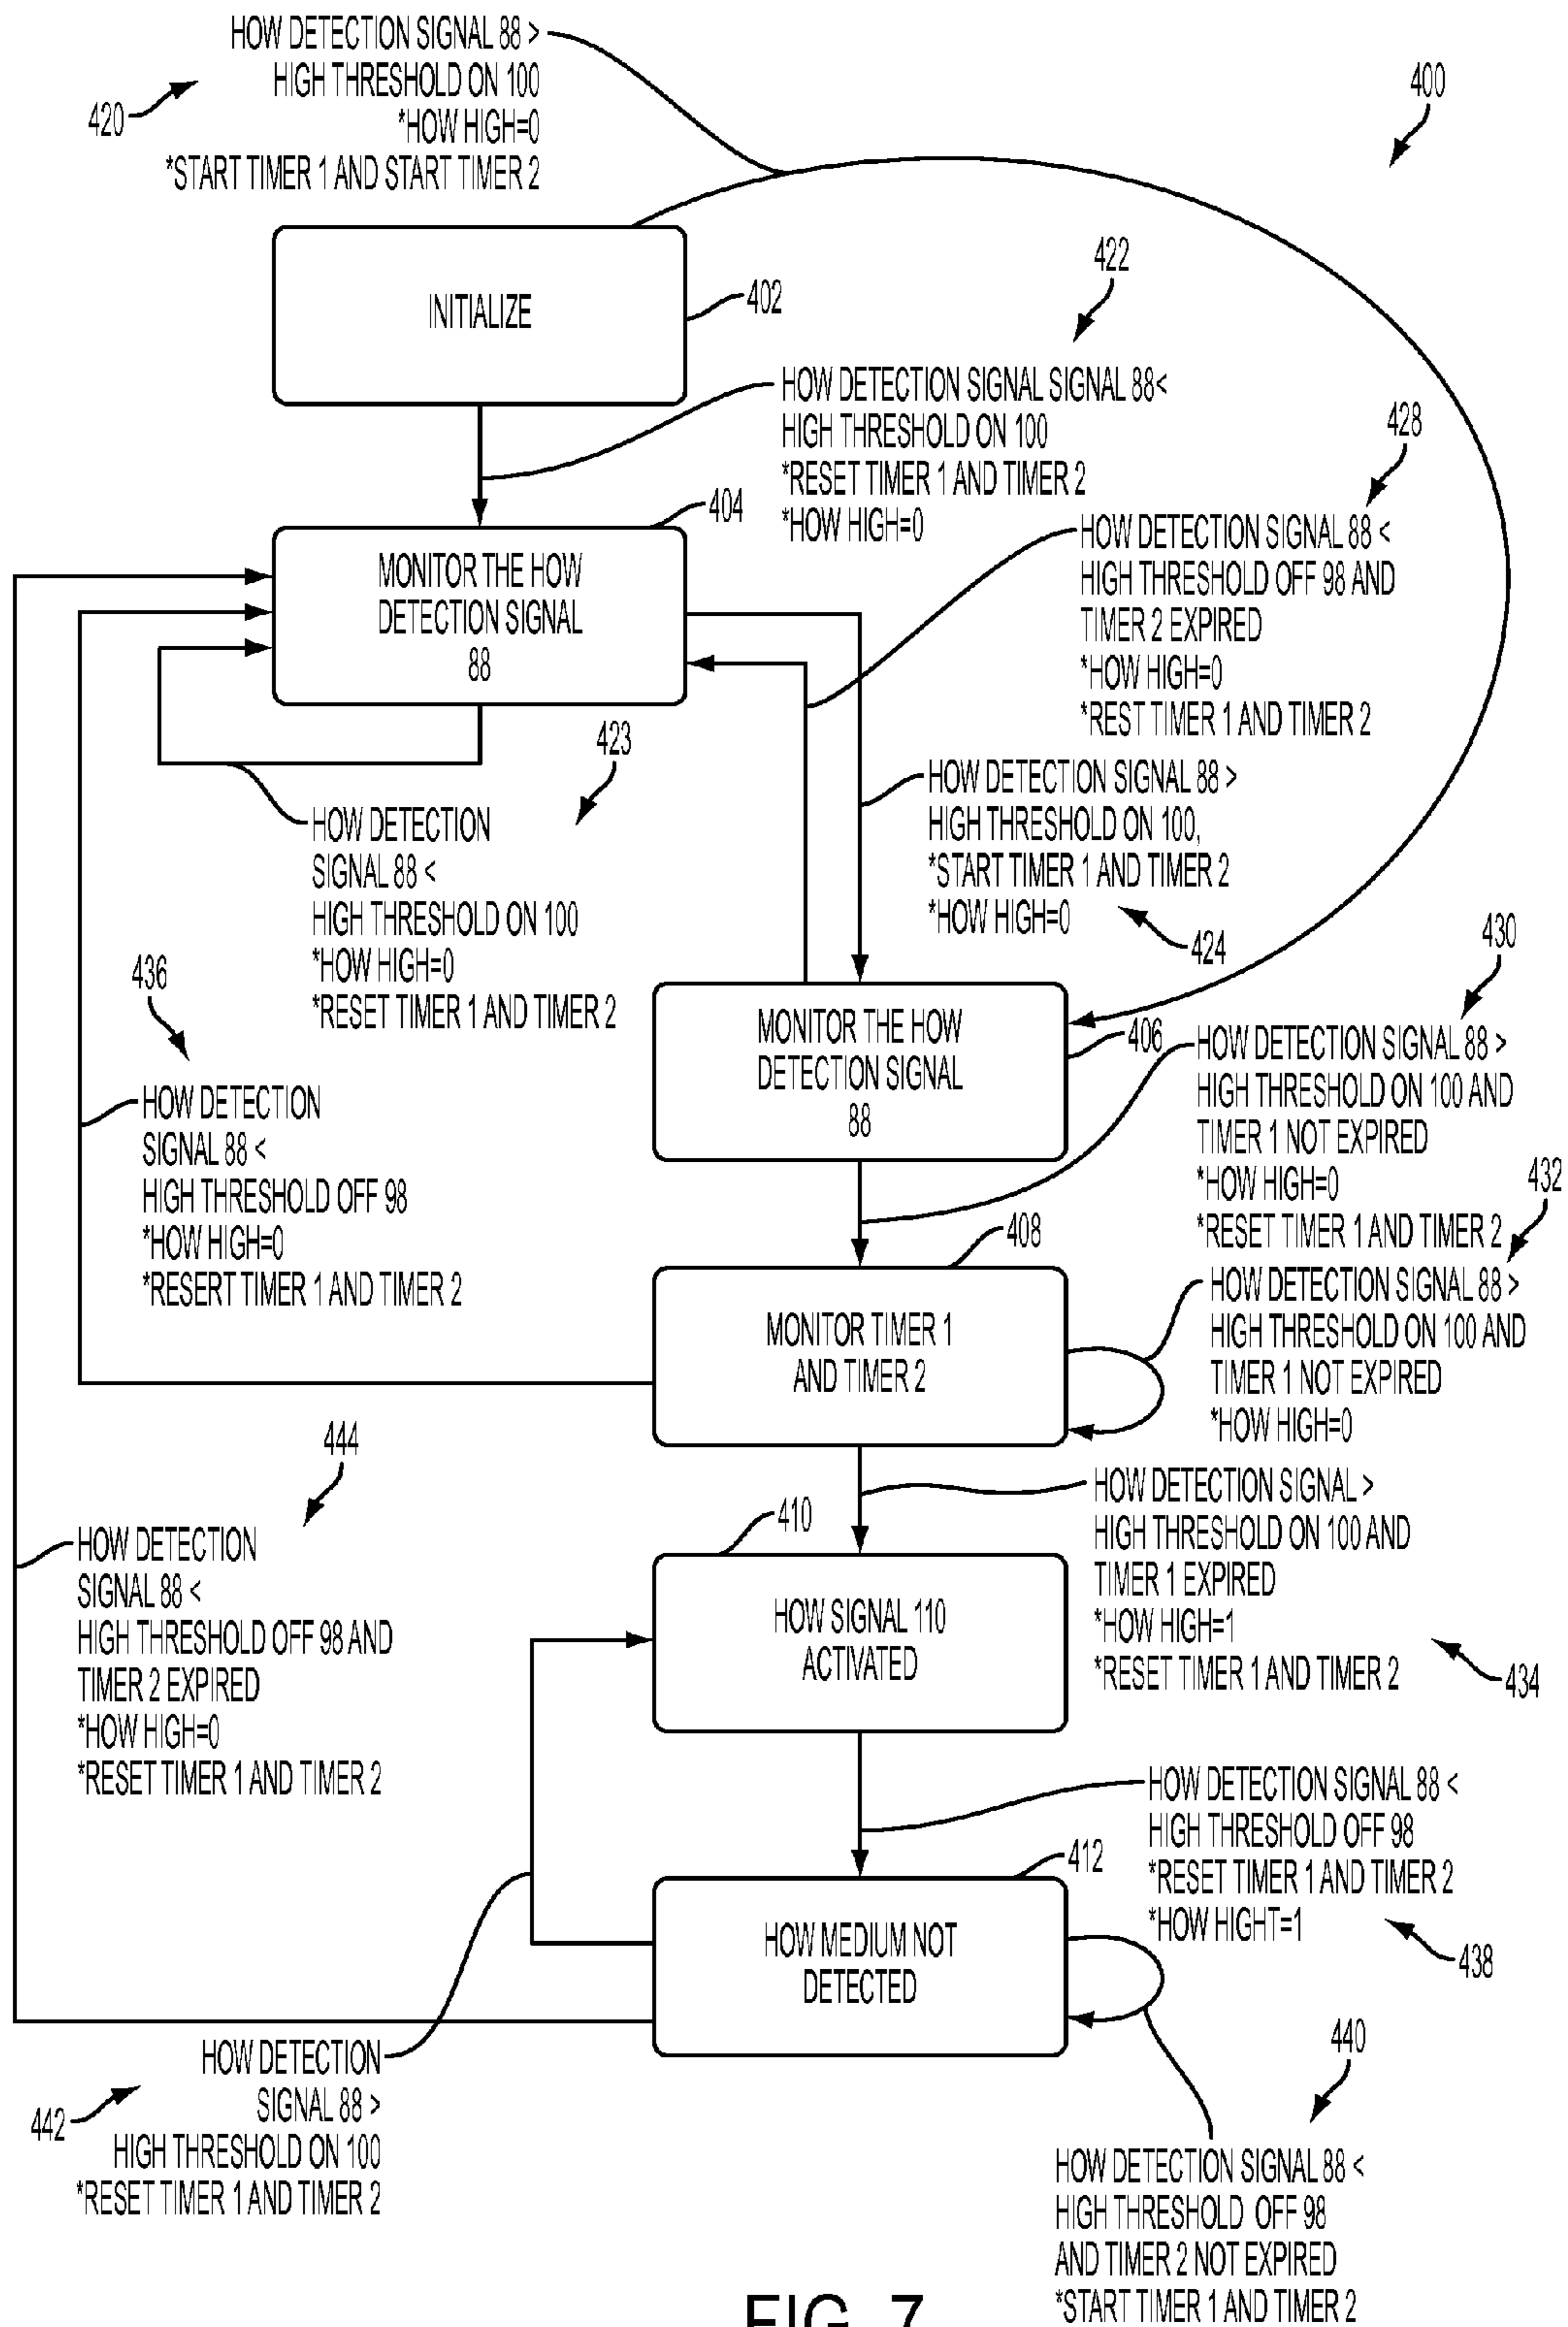 HOW DETECTION SIGNAL 88 >
HIGH THRESHOLD ON 100
*HOW HIGH=0
*START TIMER 1 AND START TIMER 2
420
400
INITIALIZE
402
422
HOW DETECTION SIGNAL SIGNAL 88<
HIGH THRESHOLD ON 100
*RESET TIMER 1 AND TIMER 2
*HOW HIGH=0
428
HOW DETECTION SIGNAL 88 <
HIGH THRESHOLD OFF 98 AND
TIMER 2 EXPIRED
*HOW HIGH=0
*REST TIMER 1 AND TIMER 2
404
MONITOR THE HOW
DETECTION SIGNAL
88
423
HOW DETECTION
SIGNAL 88 <
HIGH THRESHOLD ON 100
*HOW HIGH=0
*RESET TIMER 1 AND TIMER 2
HOW DETECTION SIGNAL 88 >
HIGH THRESHOLD ON 100,
*START TIMER 1 AND TIMER 2
*HOW HIGH=0
424
436
HOW DETECTION
SIGNAL 88 <
HIGH THRESHOLD OFF 98
*HOW HIGH=0
*RESERT TIMER 1 AND TIMER 2
MONITOR THE HOW
DETECTION SIGNAL
88
406
430
HOW DETECTION SIGNAL 88 >
HIGH THRESHOLD ON 100 AND
TIMER 1 NOT EXPIRED
*HOW HIGH=0
*RESET TIMER 1 AND TIMER 2
432
HOW DETECTION SIGNAL 88 >
HIGH THRESHOLD ON 100 AND
TIMER 1 NOT EXPIRED
*HOW HIGH=0
408
MONITOR TIMER 1
AND TIMER 2
444
HOW DETECTION
SIGNAL 88 <
HIGH THRESHOLD OFF 98 AND
TIMER 2 EXPIRED
*HOW HIGH=0
*RESET TIMER 1 AND TIMER 2
HOW DETECTION SIGNAL >
HIGH THRESHOLD ON 100 AND
TIMER 1 EXPIRED
*HOW HIGH=1
*RESET TIMER 1 AND TIMER 2
434
410
HOW SIGNAL 110
ACTIVATED
HOW DETECTION SIGNAL 88 <
HIGH THRESHOLD OFF 98
*RESET TIMER 1 AND TIMER 2
*HOW HIGHT=1
438
412
HOW MEDIUM NOT
DETECTED
HOW DETECTION
SIGNAL 88 >
HIGH THRESHOLD ON 100
*RESET TIMER 1 AND TIMER 2
442
440
HOW DETECTION SIGNAL 88 <
HIGH THRESHOLD OFF 98
AND TIMER 2 NOT EXPIRED
*START TIMER 1 AND TIMER 2
FIG. 7